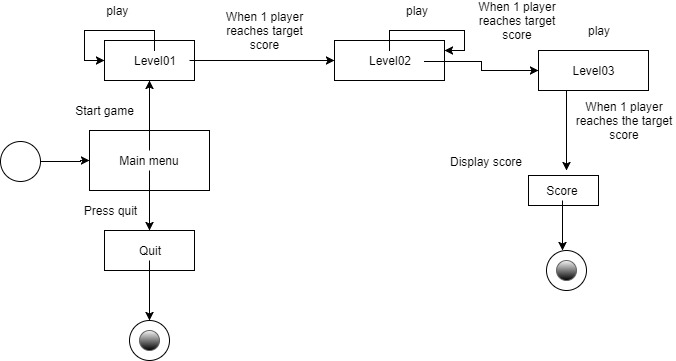 play
When 1 player
reaches target
score
play
When 1 player
reaches target
score
play
Level01
Level02
Level03
Start game
When 1 player
reaches the target
score
Main menu
Display score
Score
Press quit
Quit